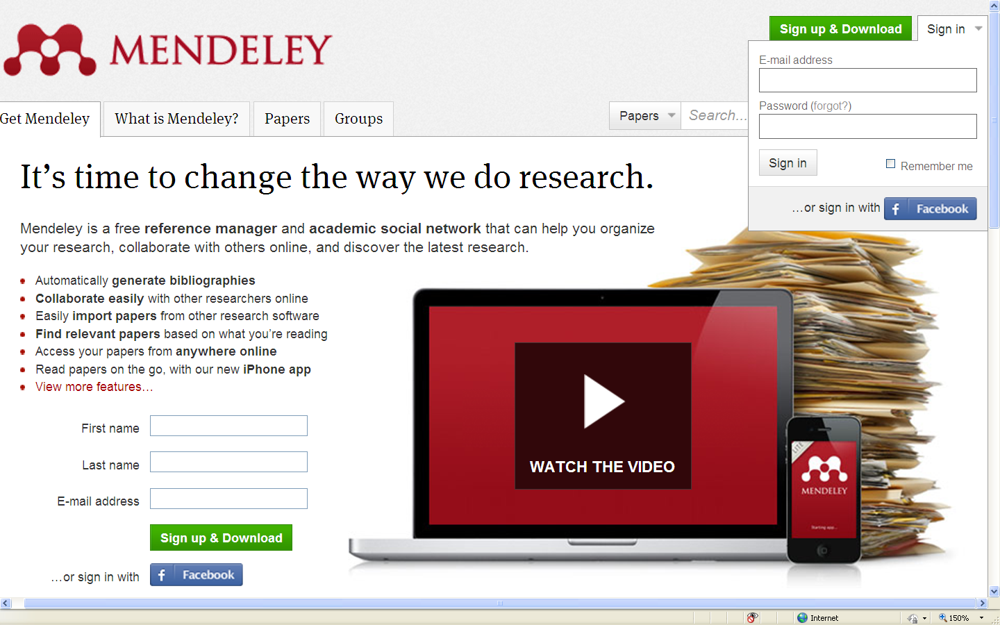 MENDELEY
Sign up & Download
Sign in
E-mail address
Password (forgot?)
Sign in
Remember me
...or sign in with
Facebook
Get Mendeley
What is Mendeley?
Papers
Groups
Papers
Search...
It's time to change the way we do research.
Mendeley is a free reference manager and academic social network that can help you organize
your research, collaborate with others online, and discover the latest research.
Automatically generate bibliographies
Collaborate easily with other researchers online
Easily import papers from other research software
Find relevant papers based on what you're reading
Access your papers from anywhere online
Read papers on the go, with our new iPhone app
View more features...
First name
Last name
E-mail address
Sign up & Download
...or sign in with
Facebook
WATCH THE VIDEO
LITE
MENDELEY
Starting app...
Internet
150%